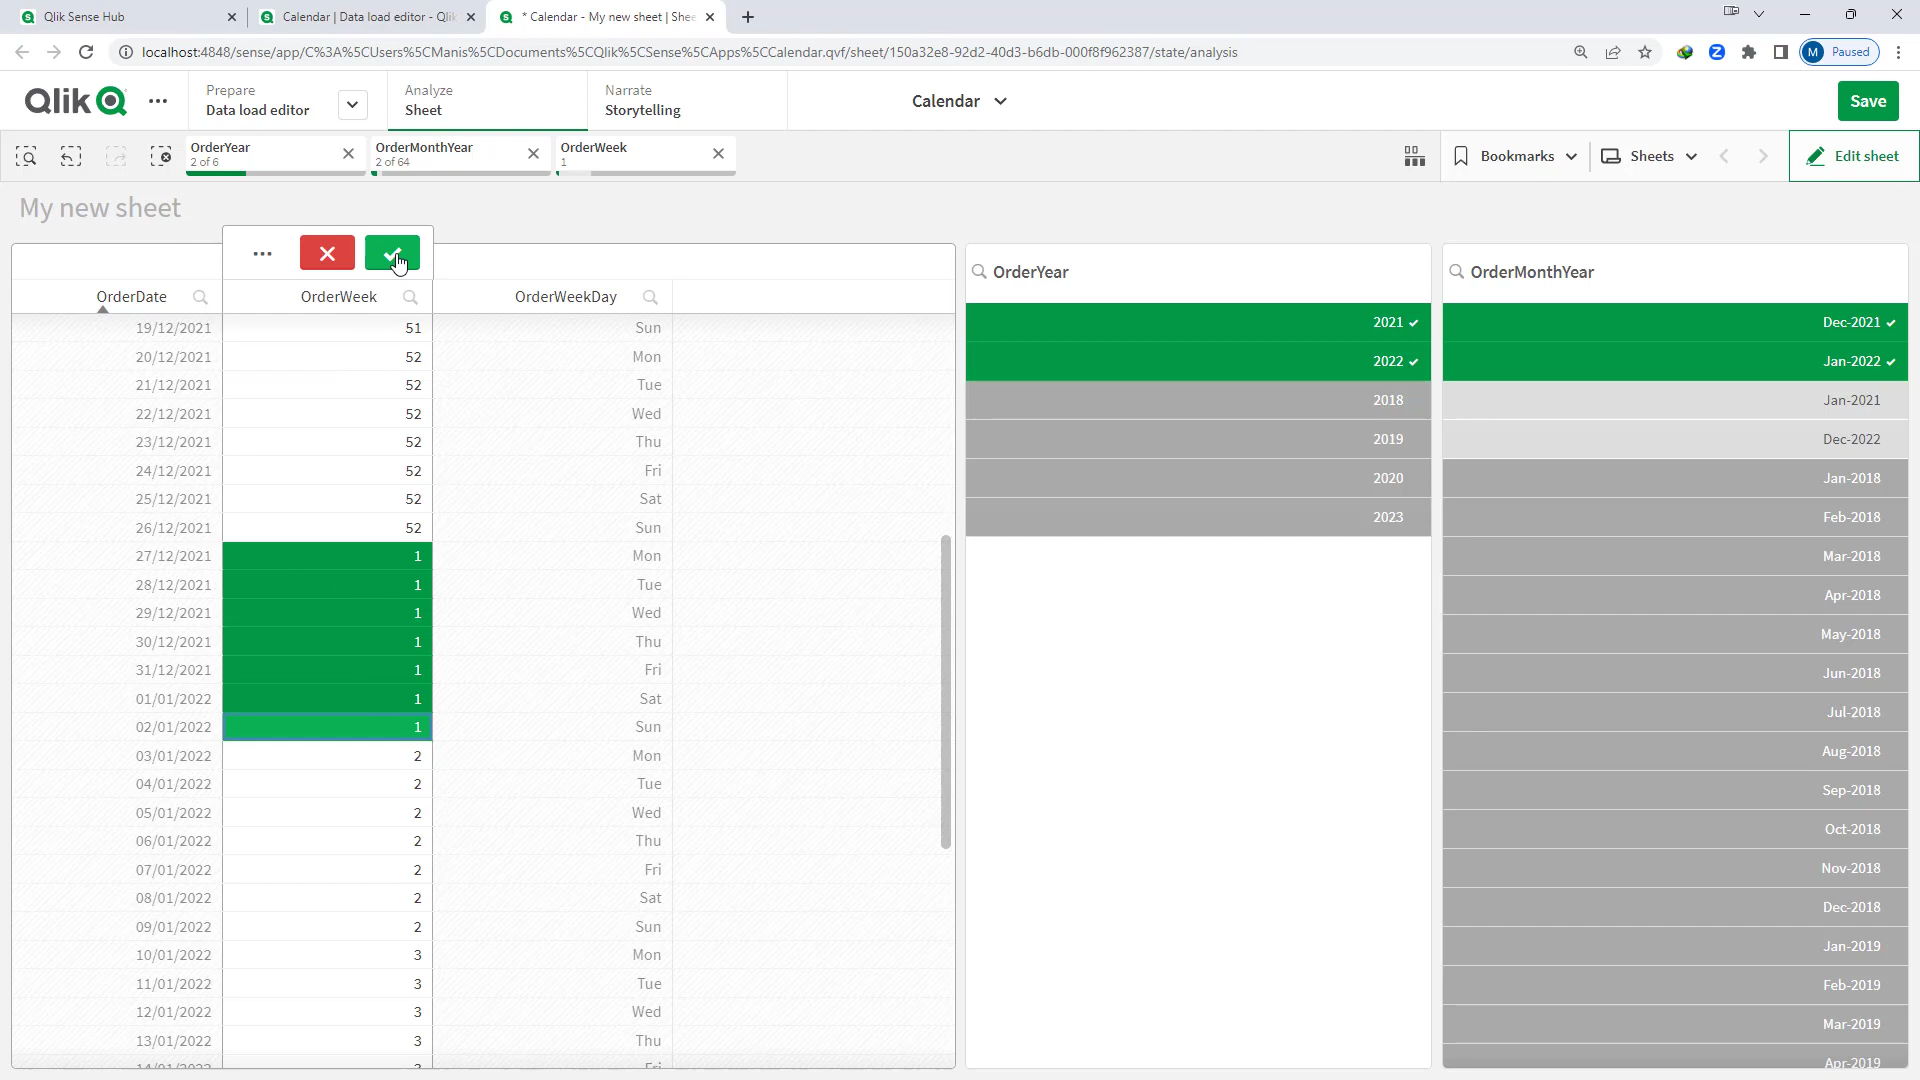 Qlik Sense Hub
Calendar | Data load editor - Qlik
* Calendar - My new sheet | Shee
localhost:4848/sense/app/C%3A%5CUsers%5CManis%5CDocuments%5CQlik%5CSense%5CApps%5CCalendar.qvf/sheet/150a32e8-92d2-40d3-b6db-000f8f962387/state/analysis
M Paused
Qlik
Prepare
Data load editor
Analyze
Sheet
Narrate
Storytelling
Calendar
Save
OrderYear
2 of 6
OrderMonthYear
2 of 64
OrderWeek
1
Bookmarks
Sheets
Edit sheet
My new sheet
OrderDate OrderWeek OrderWeekDay
19/12/2021 51 Sun
20/12/2021 52 Mon
21/12/2021 52 Tue
22/12/2021 52 Wed
23/12/2021 52 Thu
24/12/2021 52 Fri
25/12/2021 52 Sat
26/12/2021 52 Sun
27/12/2021 1 Mon
28/12/2021 1 Tue
29/12/2021 1 Wed
30/12/2021 1 Thu
31/12/2021 1 Fri
01/01/2022 1 Sat
02/01/2022 1 Sun
03/01/2022 2 Mon
04/01/2022 2 Tue
05/01/2022 2 Wed
06/01/2022 2 Thu
07/01/2022 2 Fri
08/01/2022 2 Sat
09/01/2022 2 Sun
10/01/2022 3 Mon
11/01/2022 3 Tue
12/01/2022 3 Wed
13/01/2022 3 Thu
14/01/2022 3 Fri
OrderYear
2021
2022
2018
2019
2020
2023
OrderMonthYear
Dec-2021
Jan-2022
Jan-2021
Dec-2022
Jan-2018
Feb-2018
Mar-2018
Apr-2018
May-2018
Jun-2018
Jul-2018
Aug-2018
Sep-2018
Oct-2018
Nov-2018
Dec-2018
Jan-2019
Feb-2019
Mar-2019
Apr-2019